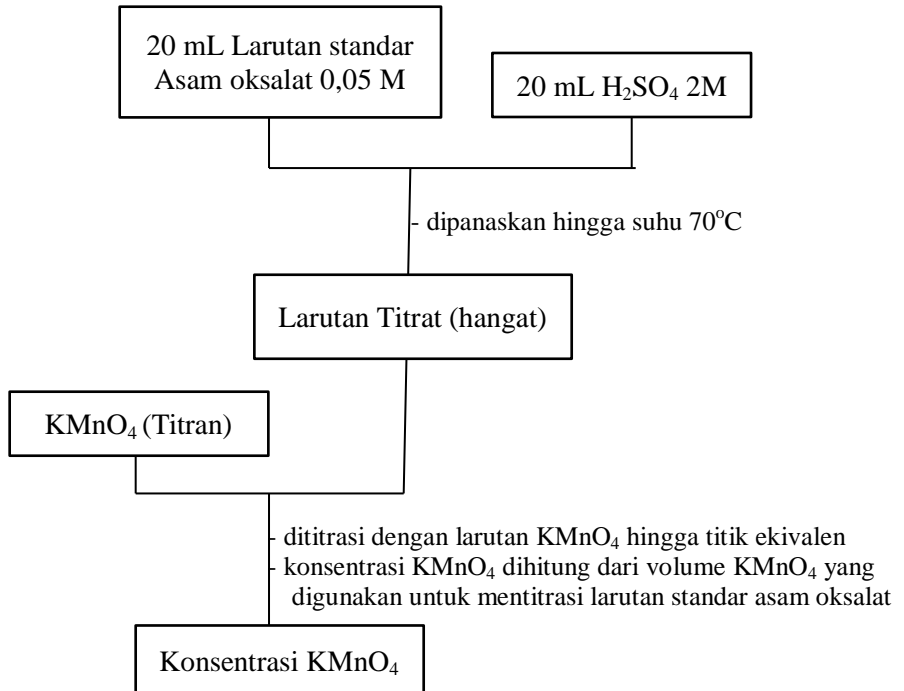 20 mL Larutan standar
Asam oksalat 0,05 M
20 mL H₂SO₄ 2M
- dipanaskan hingga suhu 70°C
Larutan Titrat (hangat)
KMnO₄ (Titran)
- dititrasi dengan larutan KMnO₄ hingga titik ekivalen
- konsentrasi KMnO₄ dihitung dari volume KMnO₄ yang
digunakan untuk mentitrasi larutan standar asam oksalat
Konsentrasi KMnO₄